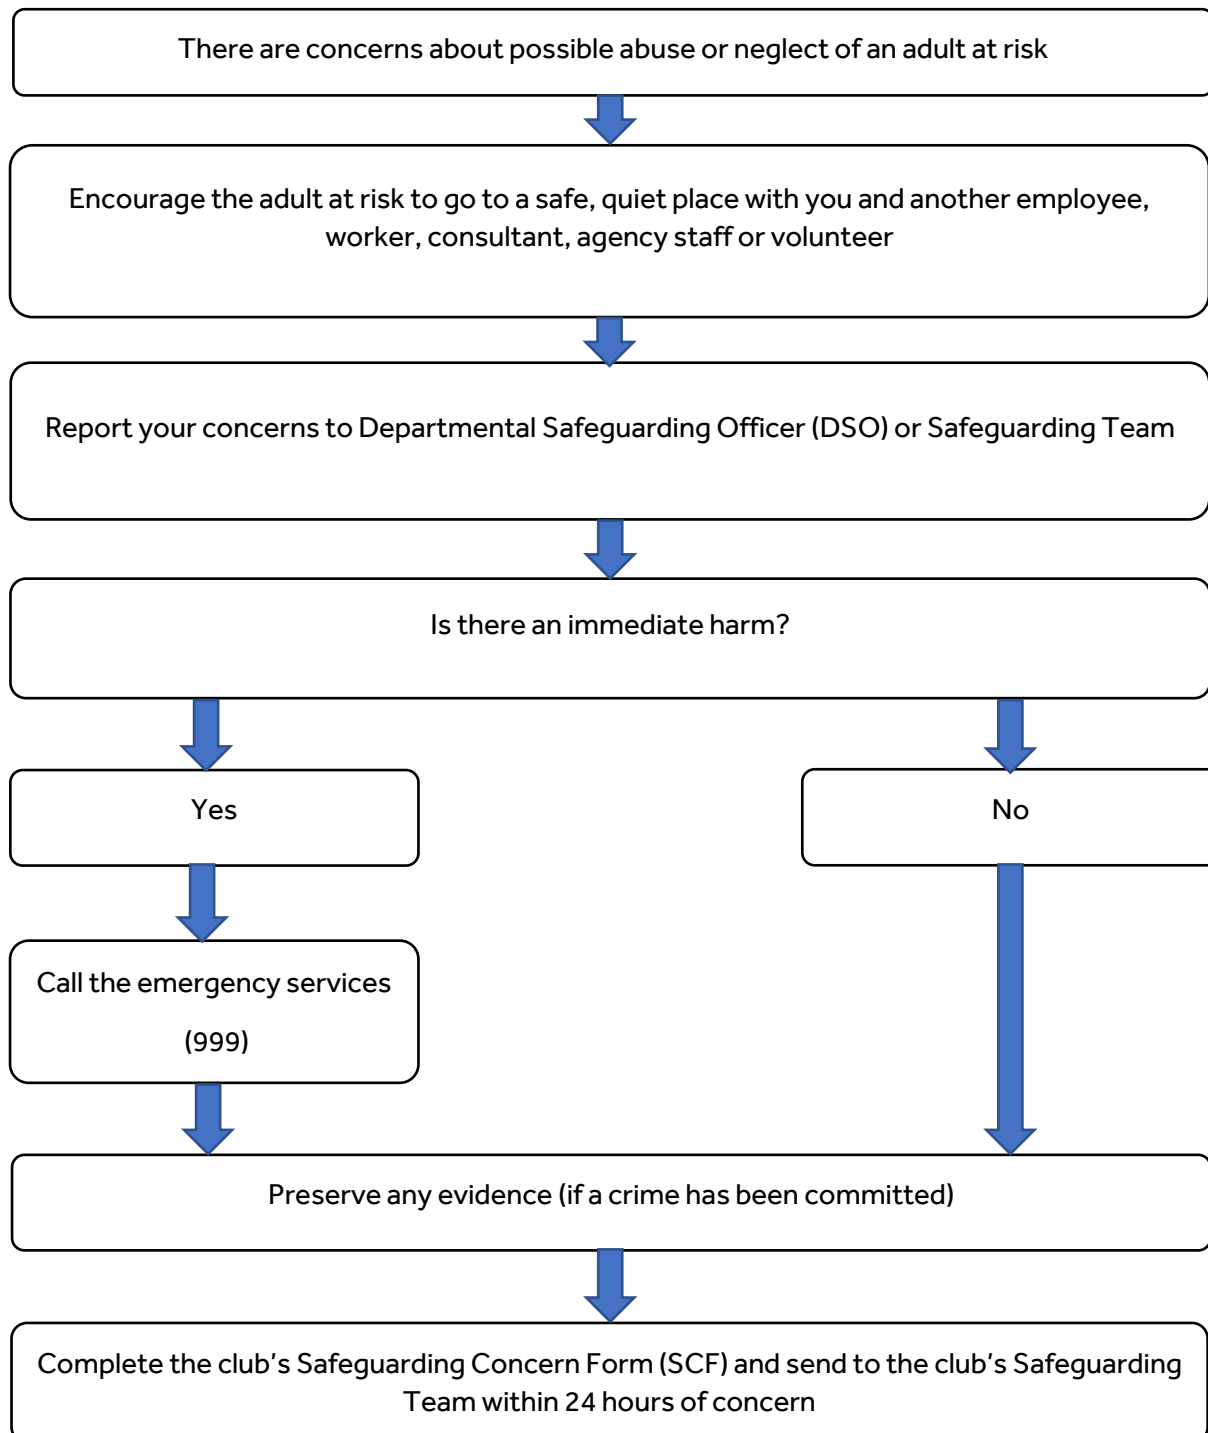 There are concerns about possible abuse or neglect of an adult at risk
Encourage the adult at risk to go to a safe, quiet place with you and another employee,
worker, consultant, agency staff or volunteer
Report your concerns to Departmental Safeguarding Officer (DSO) or Safeguarding Team
Is there an immediate harm?
Yes
No
Call the emergency services
(999)
Preserve any evidence (if a crime has been committed)
Complete the club's Safeguarding Concern Form (SCF) and send to the club's Safeguarding
Team within 24 hours of concern